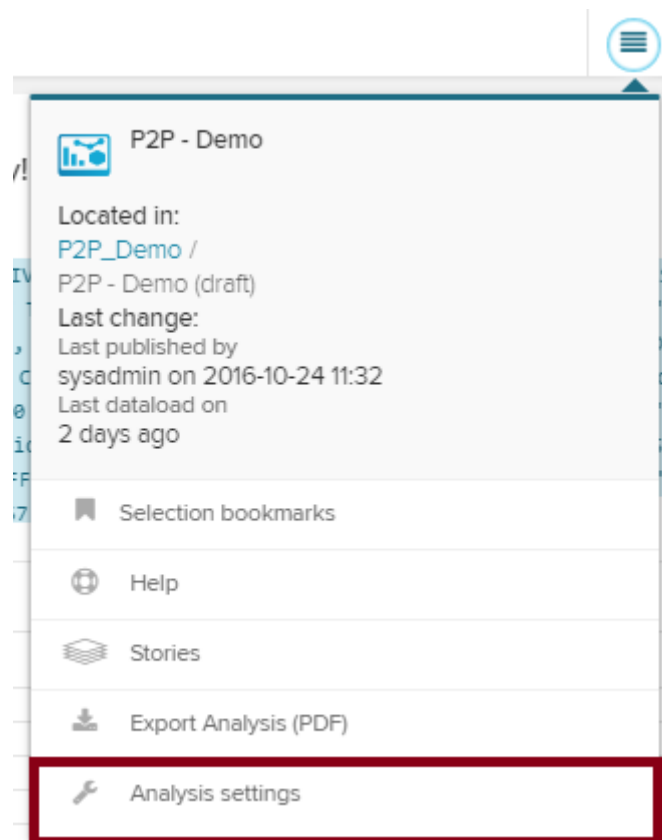 P2P - Demo
y!
Located in:
P2P_Demo /
P2P - Demo (draft)
Last change:
Last published by
sysadmin on 2016-10-24 11:32
Last dataload on
2 days ago
Selection bookmarks
Help
Stories
Export Analysis (PDF)
Analysis settings